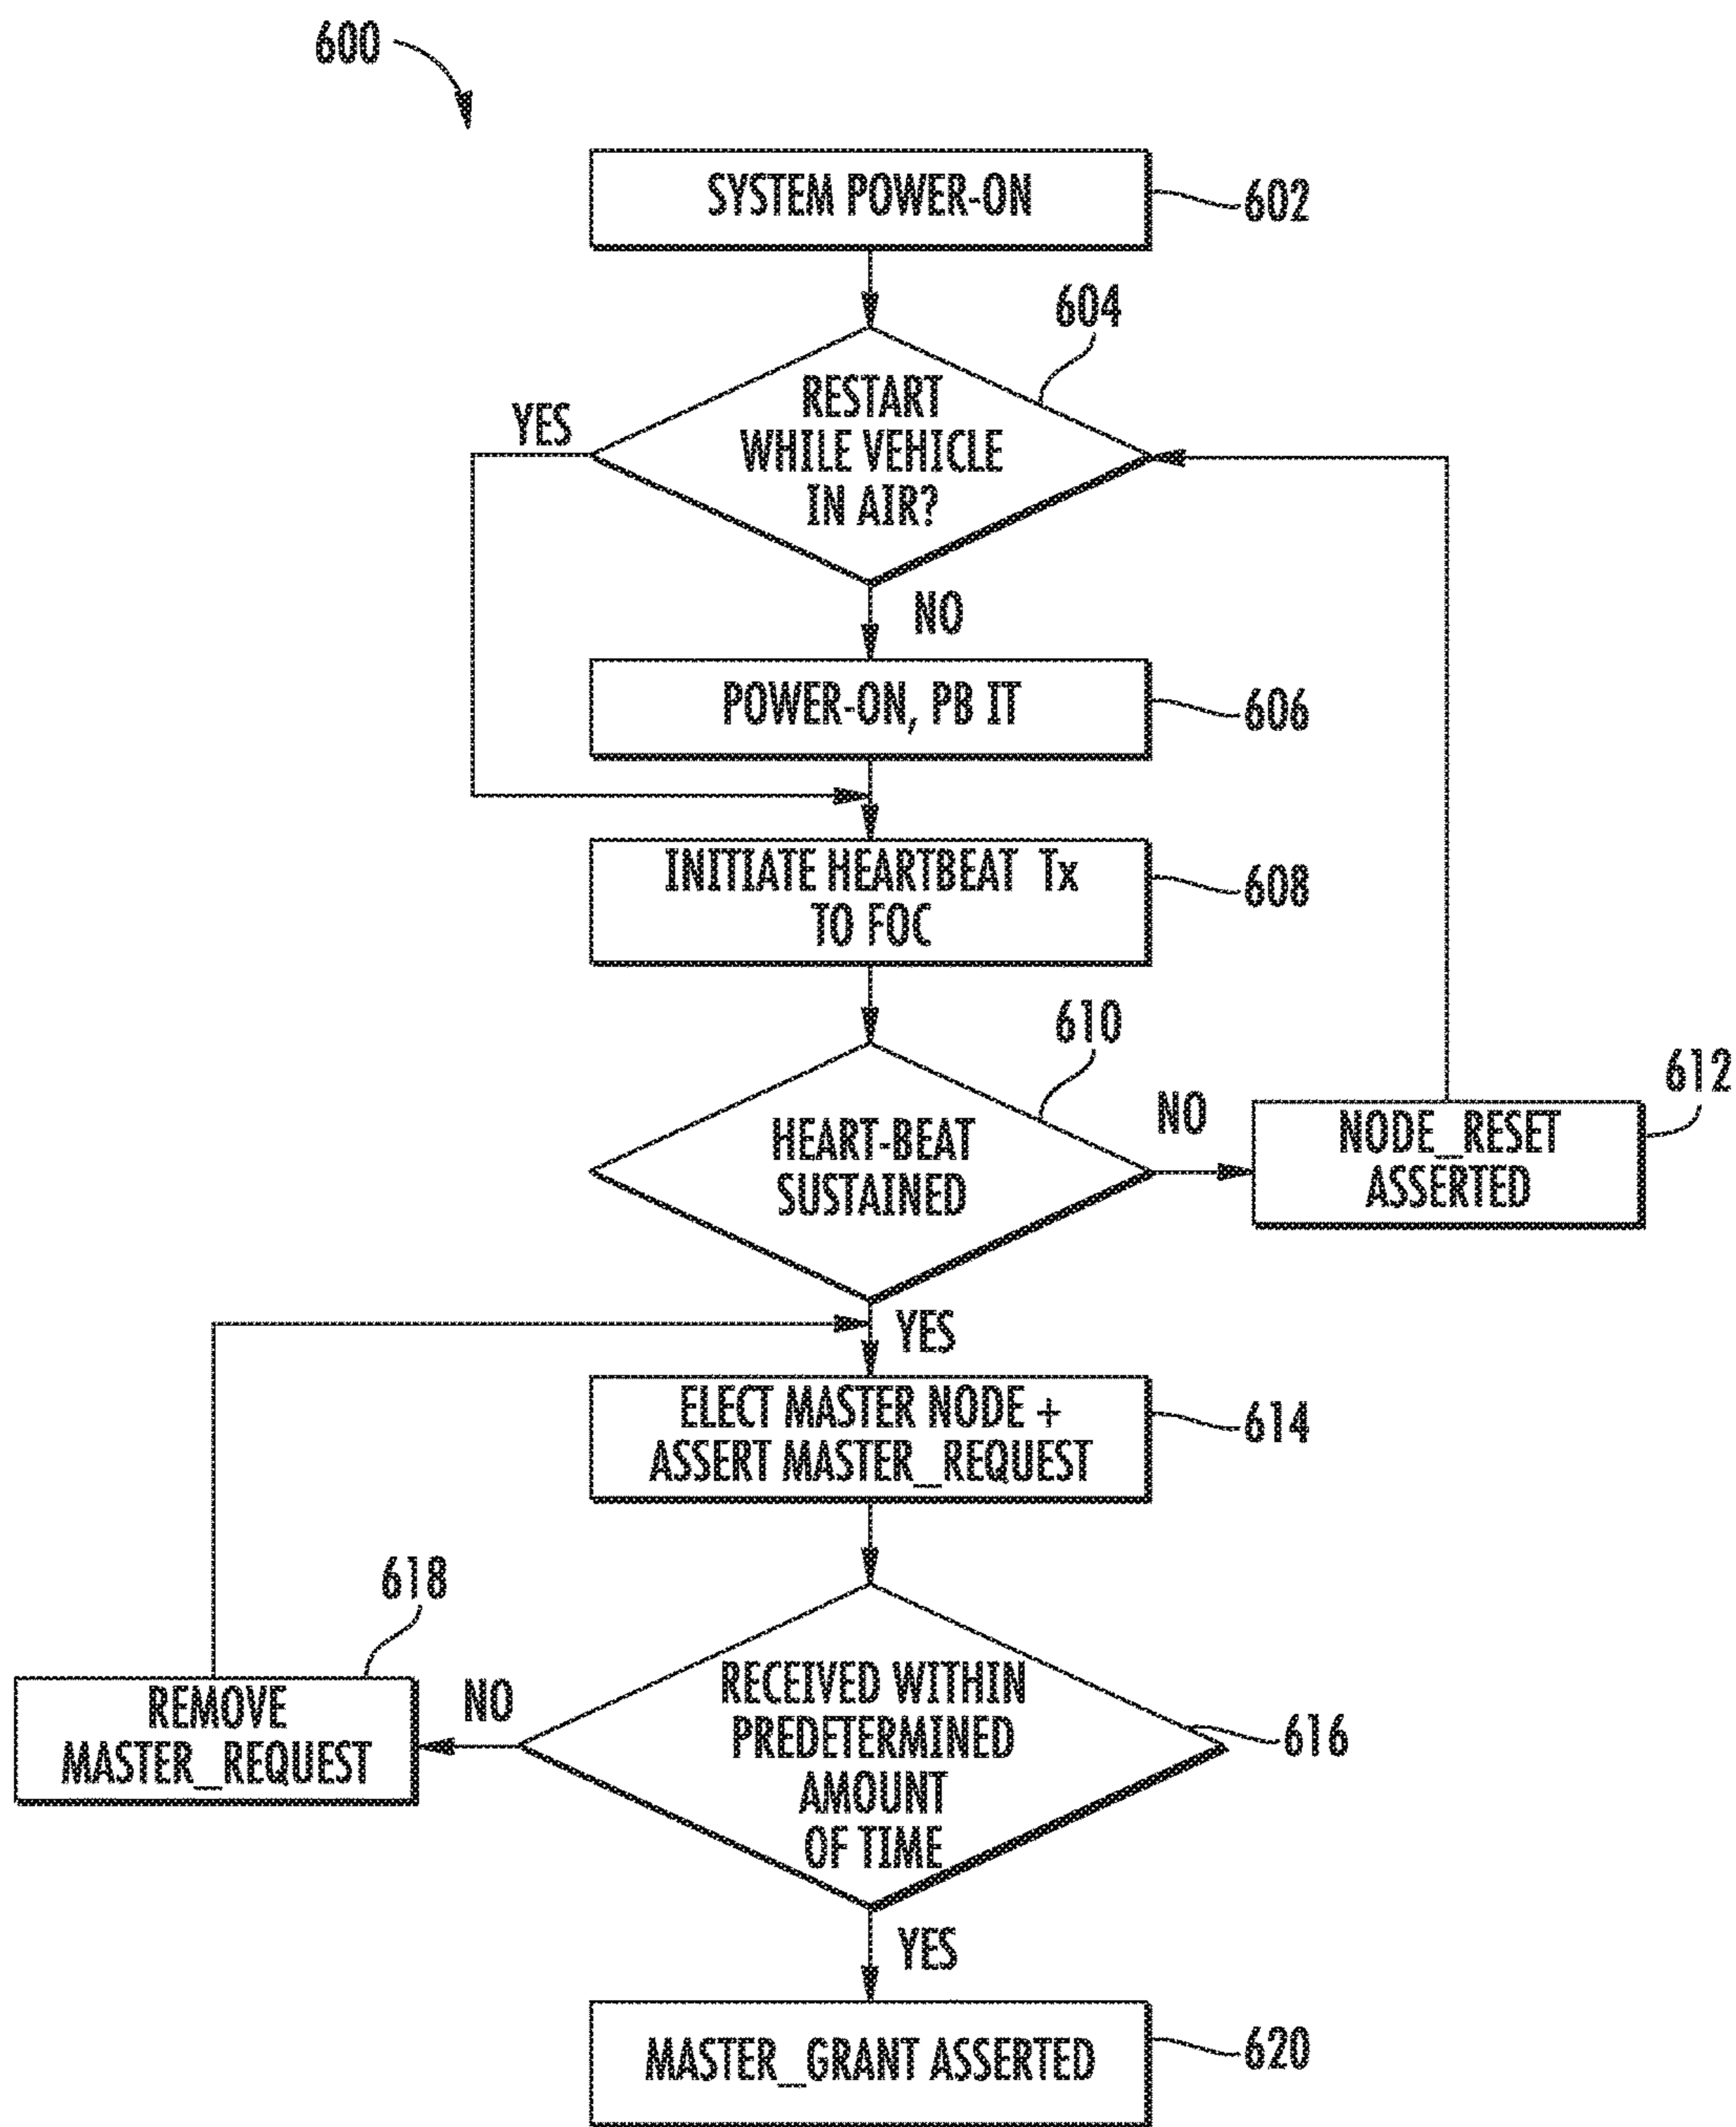 600
SYSTEM POWER-ON
602
604
RESTART
WHILE VEHICLE
IN AIR?
YES
NO
POWER-ON, PB IT
606
INITIATE HEARTBEAT Tx
TO FOC
608
610
HEART-BEAT
SUSTAINED
NO
612
NODE_RESET
ASSERTED
YES
ELECT MASTER NODE +
ASSERT MASTER_REQUEST
614
618
REMOVE
MASTER_REQUEST
NO
RECEIVED WITHIN
PREDETERMINED
AMOUNT
OF TIME
616
YES
MASTER_GRANT ASSERTED
620